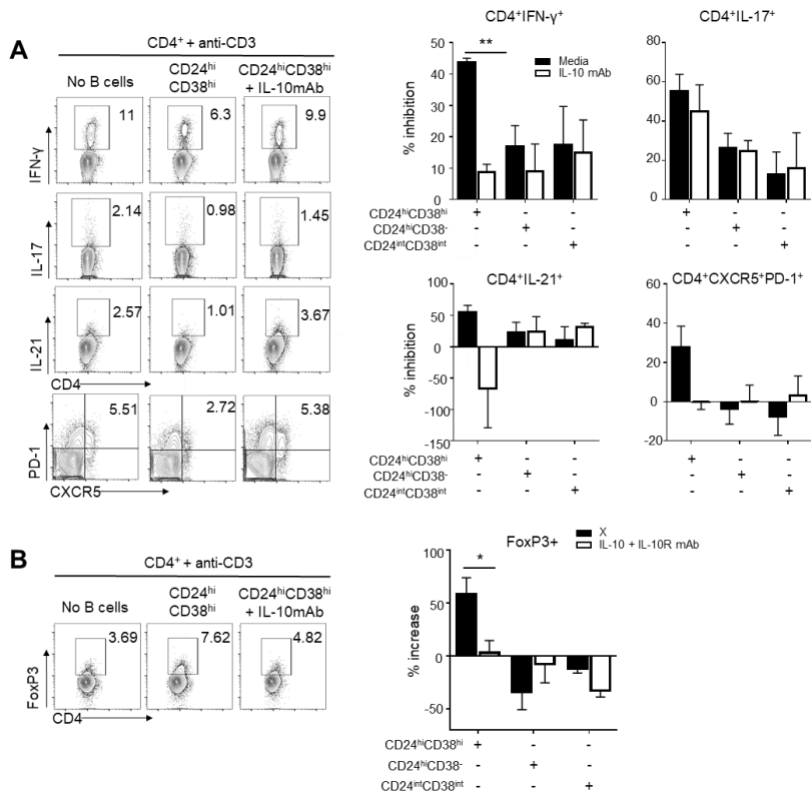 A
CD4⁺ + anti-CD3
No B cells
CD24ʰⁱ
CD38ʰⁱ
CD24ʰⁱCD38ʰⁱ
+ IL-10mAb
IFN-γ
11
6.3
9.9
IL-17
2.14
0.98
1.45
IL-21
2.57
1.01
3.67
CD4
PD-1
5.51
2.72
5.38
CXCR5
CD4⁺IFN-γ⁺
% inhibition
50
40
30
20
10
0
**
Media
IL-10 mAb
CD24ʰⁱCD38ʰⁱ + - -
CD24ʰⁱCD38⁻ - + -
CD24ⁱⁿᵗCD38ⁱⁿᵗ - - +
CD4⁺IL-17⁺
80
60
40
20
0
+ - -
- + -
- - +
CD4⁺IL-21⁺
% inhibition
100
50
0
-50
-100
-150
CD24ʰⁱCD38ʰⁱ + - -
CD24ʰⁱCD38⁻ - + -
CD24ⁱⁿᵗCD38ⁱⁿᵗ - - +
CD4⁺CXCR5⁺PD-1⁺
60
40
20
0
-20
+ - -
- + -
- - +
B
CD4⁺ + anti-CD3
No B cells
CD24ʰⁱ
CD38ʰⁱ
CD24ʰⁱCD38ʰⁱ
+ IL-10mAb
FoxP3
3.69
7.62
4.82
CD4
FoxP3+
X
IL-10 + IL-10R mAb
% increase
100
50
0
-50
*
CD24ʰⁱCD38ʰⁱ + - -
CD24ʰⁱCD38⁻ - + -
CD24ⁱⁿᵗCD38ⁱⁿᵗ - - +